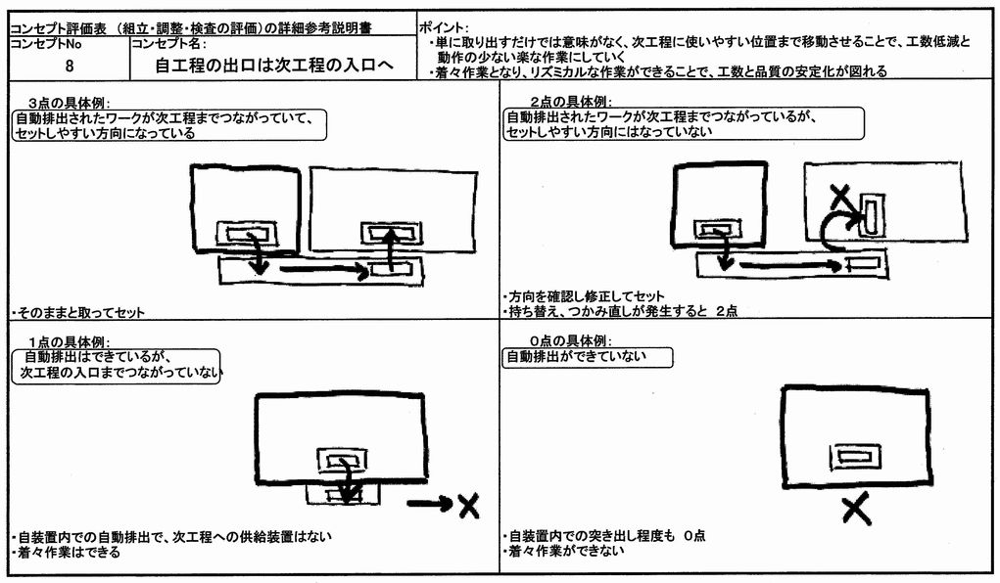 コンセプト評価表 （組立・調整・検査の評価）の詳細参考説明書
コンセプトNo
8
コンセプト名：
自工程の出口は次工程の入口へ
ポイント：
・単に取り出すだけでは意味がなく、次工程に使いやすい位置まで移動させることで、工数低減と
動作の少ない楽な作業にしていく
・着々作業となり、リズミカルな作業ができることで、工数と品質の安定化が図れる
３点の具体例：
自動排出されたワークが次工程までつながっていて、
セットしやすい方向になっている
・そのままと取ってセット
２点の具体例：
自動排出されたワークが次工程までつながっているが、
セットしやすい方向にはなっていない
・方向を確認し修正してセット
・持ち替え、つかみ直しが発生すると ２点
１点の具体例：
自動排出はできているが、
次工程の入口までつながっていない
・自装置内での自動排出で、次工程への供給装置はない
・着々作業はできる
０点の具体例：
自動排出ができていない
・自装置内での突き出し程度も ０点
・着々作業ができない